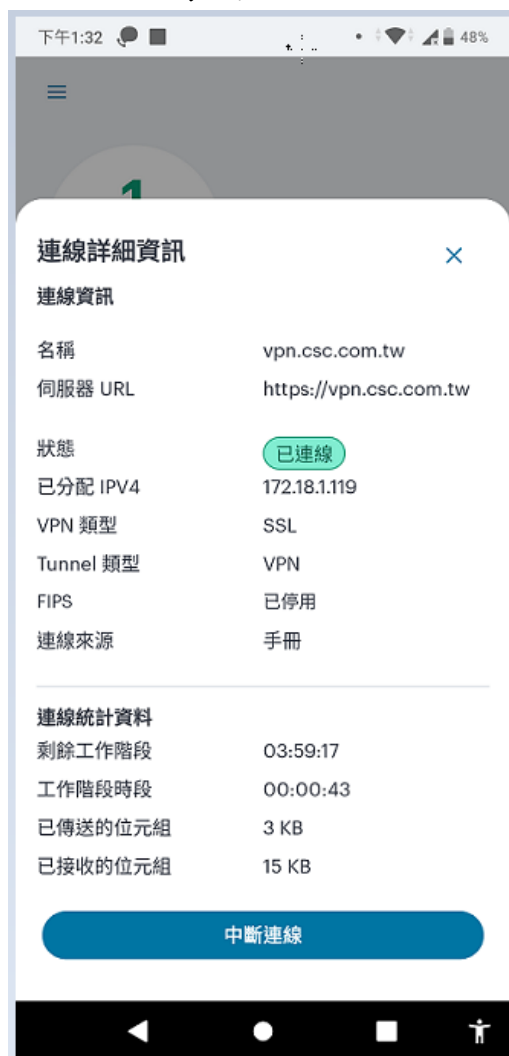 下午1:32 48%
1
連線詳細資訊
連線資訊
名稱 vpn.csc.com.tw
伺服器 URL https://vpn.csc.com.tw
狀態 已連線
已分配 IPV4 172.18.1.119
VPN 類型 SSL
Tunnel 類型 VPN
FIPS 已停用
連線來源 手冊
連線統計資料
剩餘工作階段 03:59:17
工作階段時段 00:00:43
已傳送的位元組 3 KB
已接收的位元組 15 KB
中斷連線